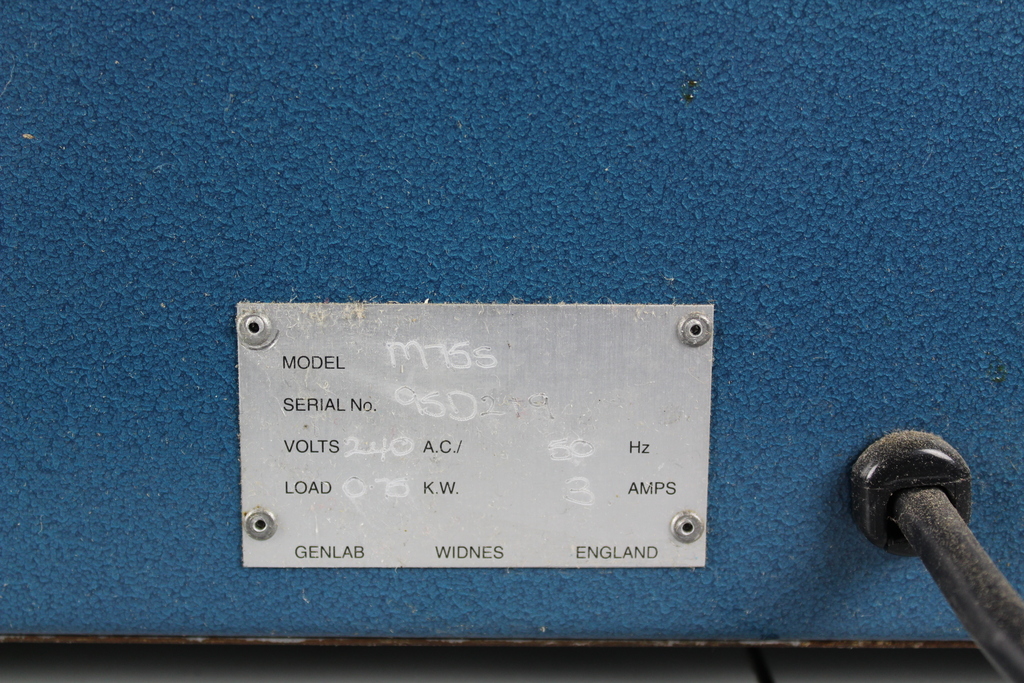 MODEL M75S
SERIAL No.
VOLTS 240 A.C./ 50 Hz
LOAD 0.75 K.W. 3 AMPS
GENLAB WIDNES ENGLAND